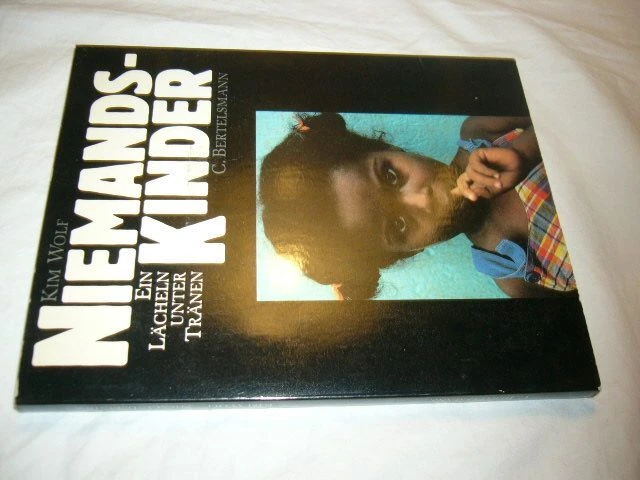 KIM WOLF
NIEMANDS-
KINDER
EIN
LÄCHELN
UNTER
TRÄNEN
C. BERTELSMANN